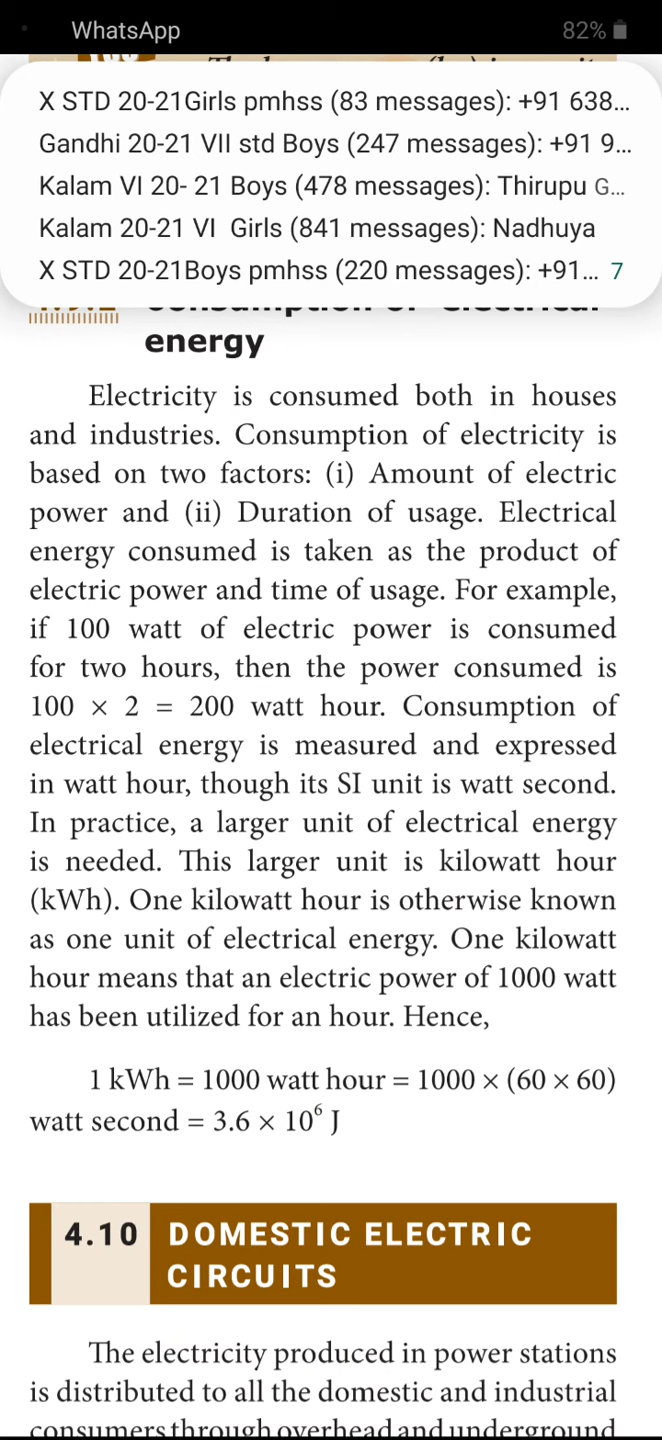 WhatsApp
82%
X STD 20-21Girls pmhss (83 messages): +91 638...
Gandhi 20-21 VII std Boys (247 messages): +91 9...
Kalam VI 20- 21 Boys (478 messages): Thirupu G...
Kalam 20-21 VI  Girls (841 messages): Nadhuya
X STD 20-21Boys pmhss (220 messages): +91... 7
energy
Electricity is consumed both in houses
and industries. Consumption of electricity is
based on two factors: (i) Amount of electric
power and (ii) Duration of usage. Electrical
energy consumed is taken as the product of
electric power and time of usage. For example,
if 100 watt of electric power is consumed
for two hours, then the power consumed is
100 × 2 = 200 watt hour. Consumption of
electrical energy is measured and expressed
in watt hour, though its SI unit is watt second.
In practice, a larger unit of electrical energy
is needed. This larger unit is kilowatt hour
(kWh). One kilowatt hour is otherwise known
as one unit of electrical energy. One kilowatt
hour means that an electric power of 1000 watt
has been utilized for an hour. Hence,
1 kWh = 1000 watt hour = 1000 × (60 × 60)
watt second = 3.6 × 10⁶ J
4.10 DOMESTIC ELECTRIC
CIRCUITS
The electricity produced in power stations
is distributed to all the domestic and industrial
consumers through overhead and underground